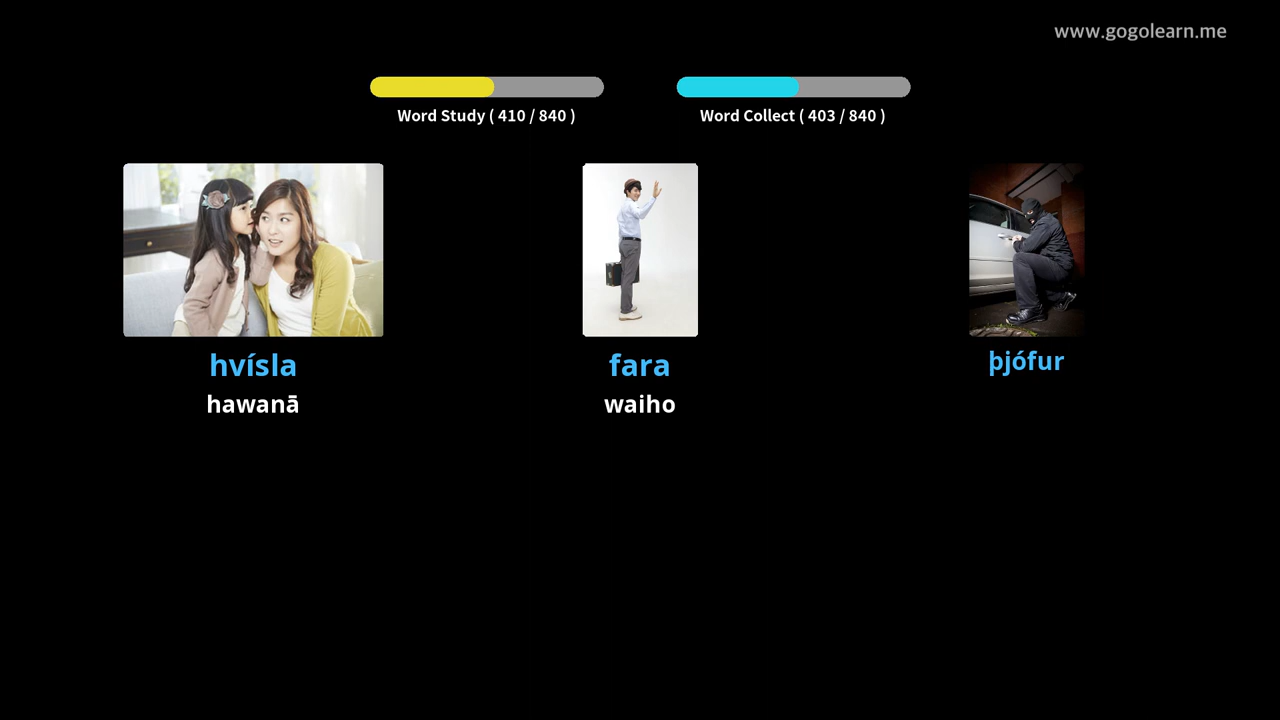 www.gogolearn.me
Word Study ( 410 / 840 )
Word Collect ( 403 / 840 )
hvísla
hawanā
fara
waiho
þjófur